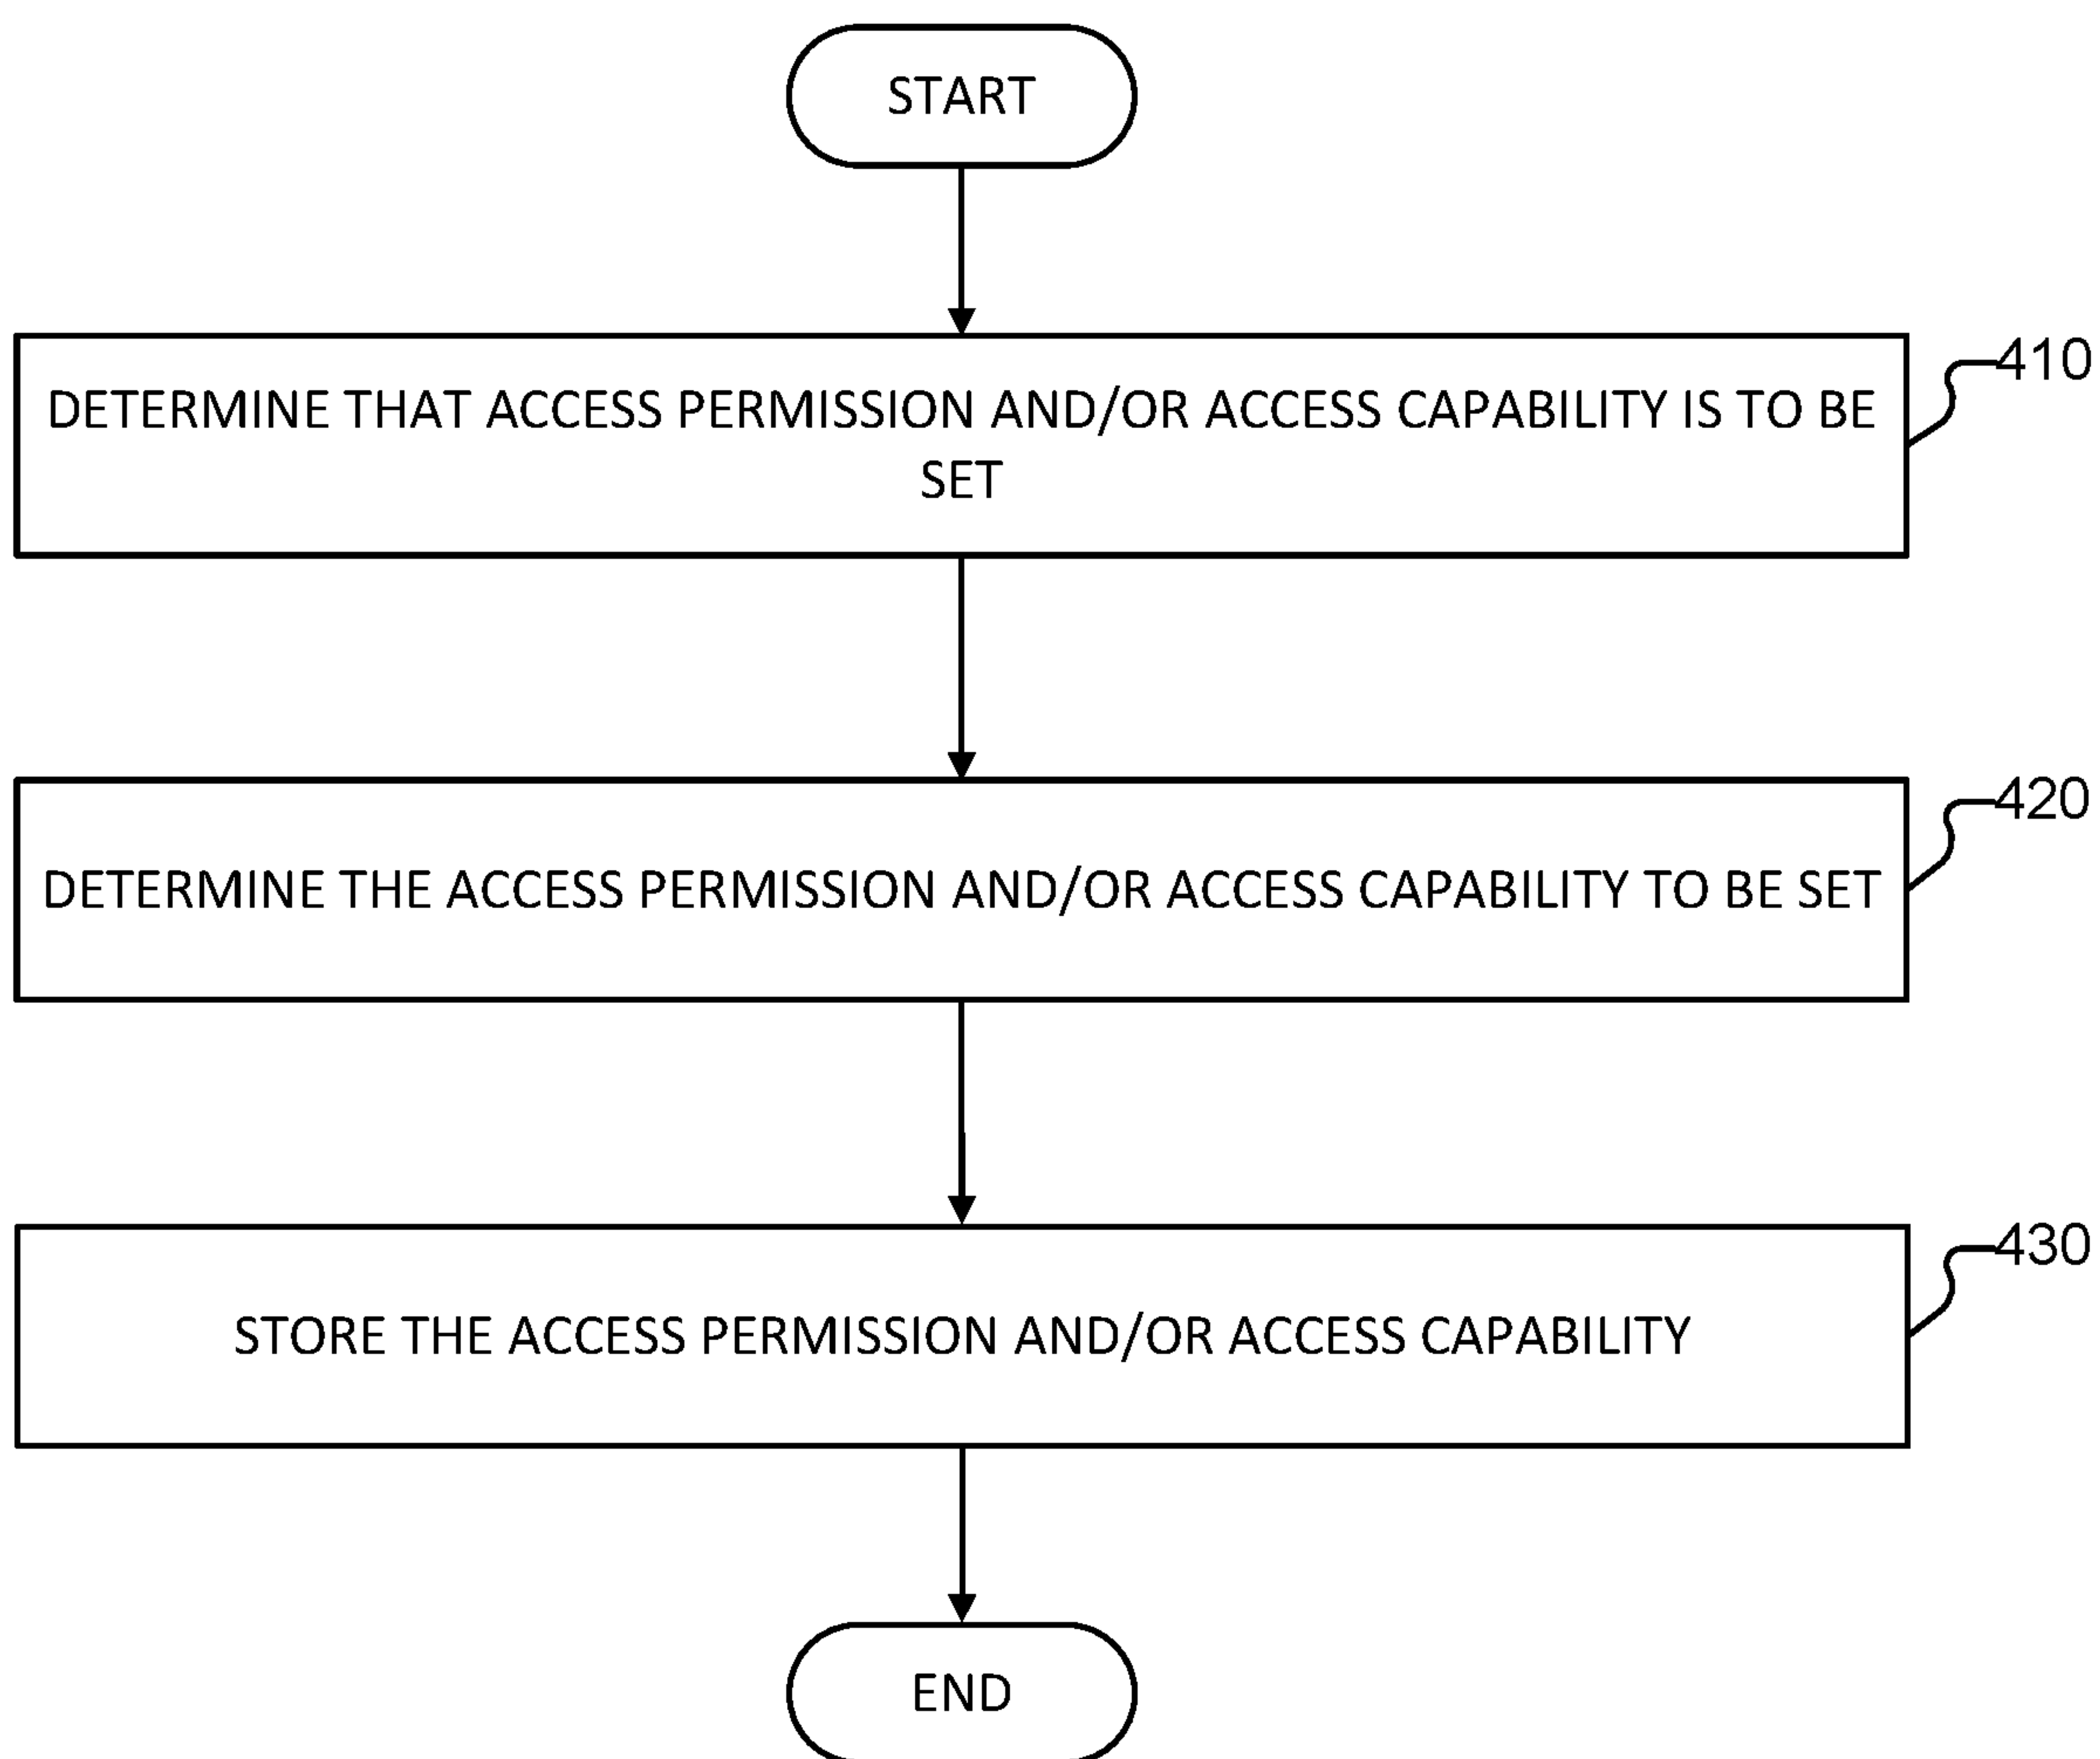 START
410
DETERMINE THAT ACCESS PERMISSION AND/OR ACCESS CAPABILITY IS TO BE
SET
420
DETERMINE THE ACCESS PERMISSION AND/OR ACCESS CAPABILITY TO BE SET
430
STORE THE ACCESS PERMISSION AND/OR ACCESS CAPABILITY
END